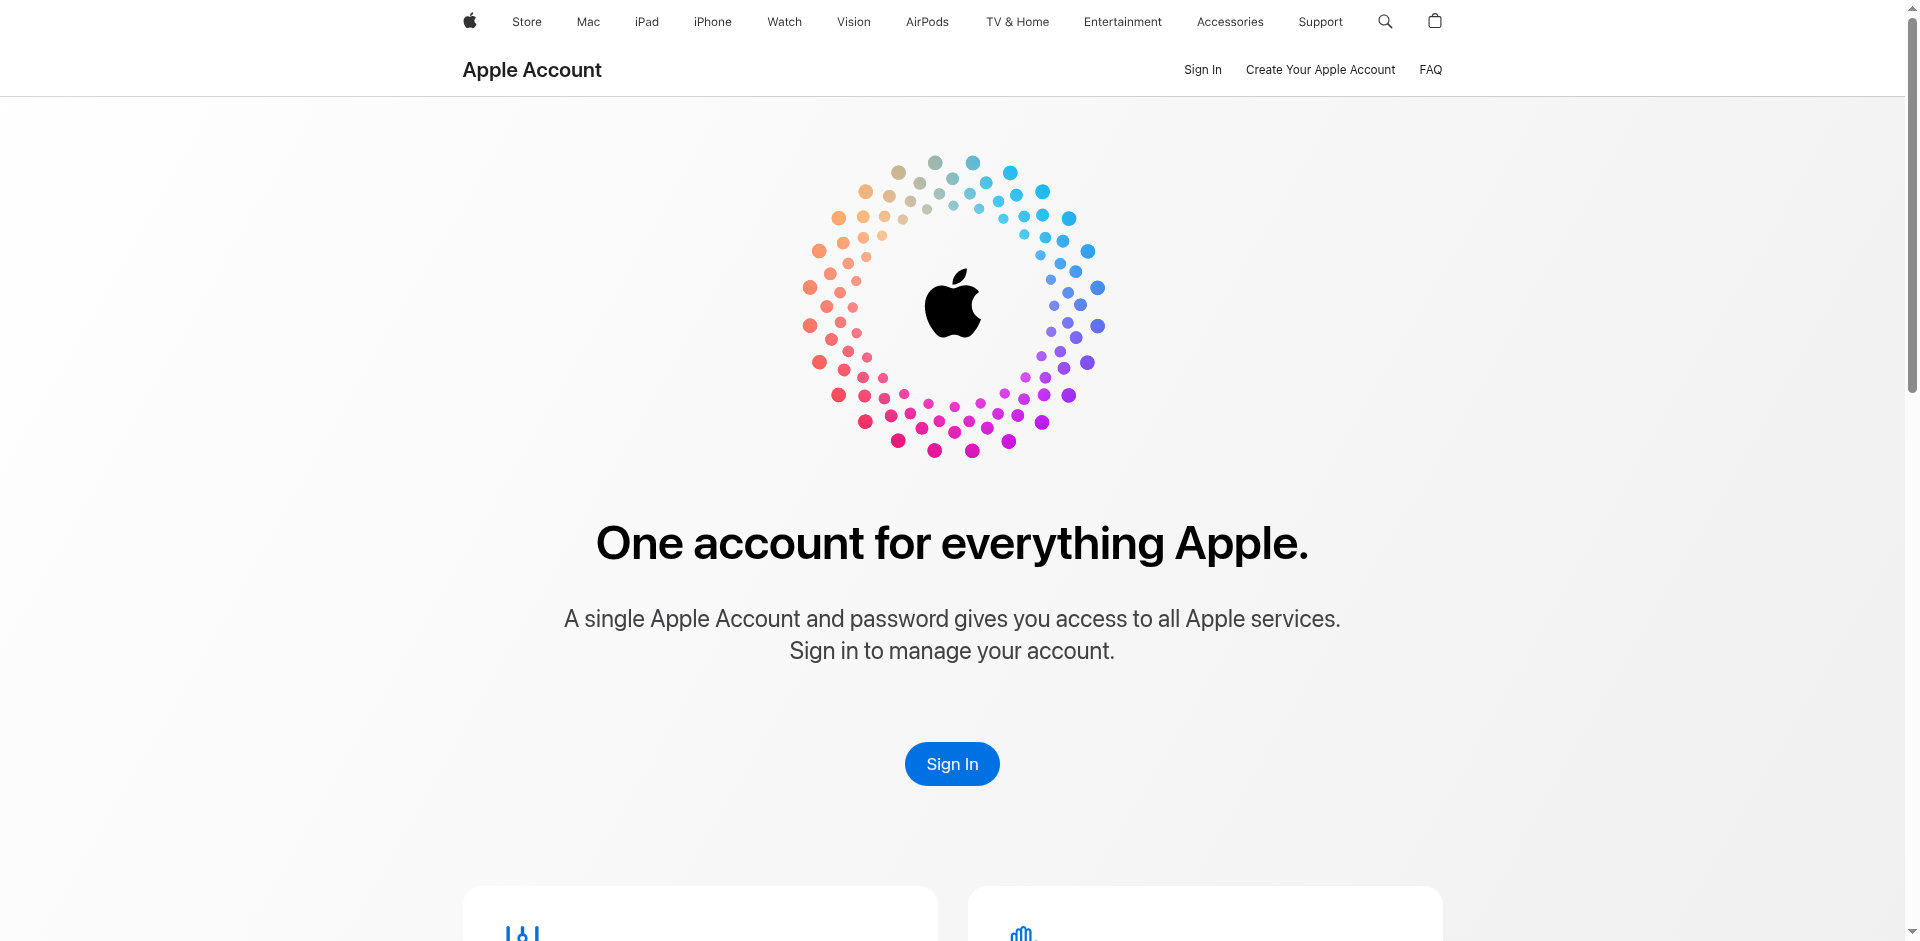 Store Mac iPad iPhone Watch Vision AirPods TV & Home Entertainment Accessories Support
Apple Account Sign In Create Your Apple Account FAQ
One account for everything Apple.
A single Apple Account and password gives you access to all Apple services.
Sign in to manage your account.
Sign In